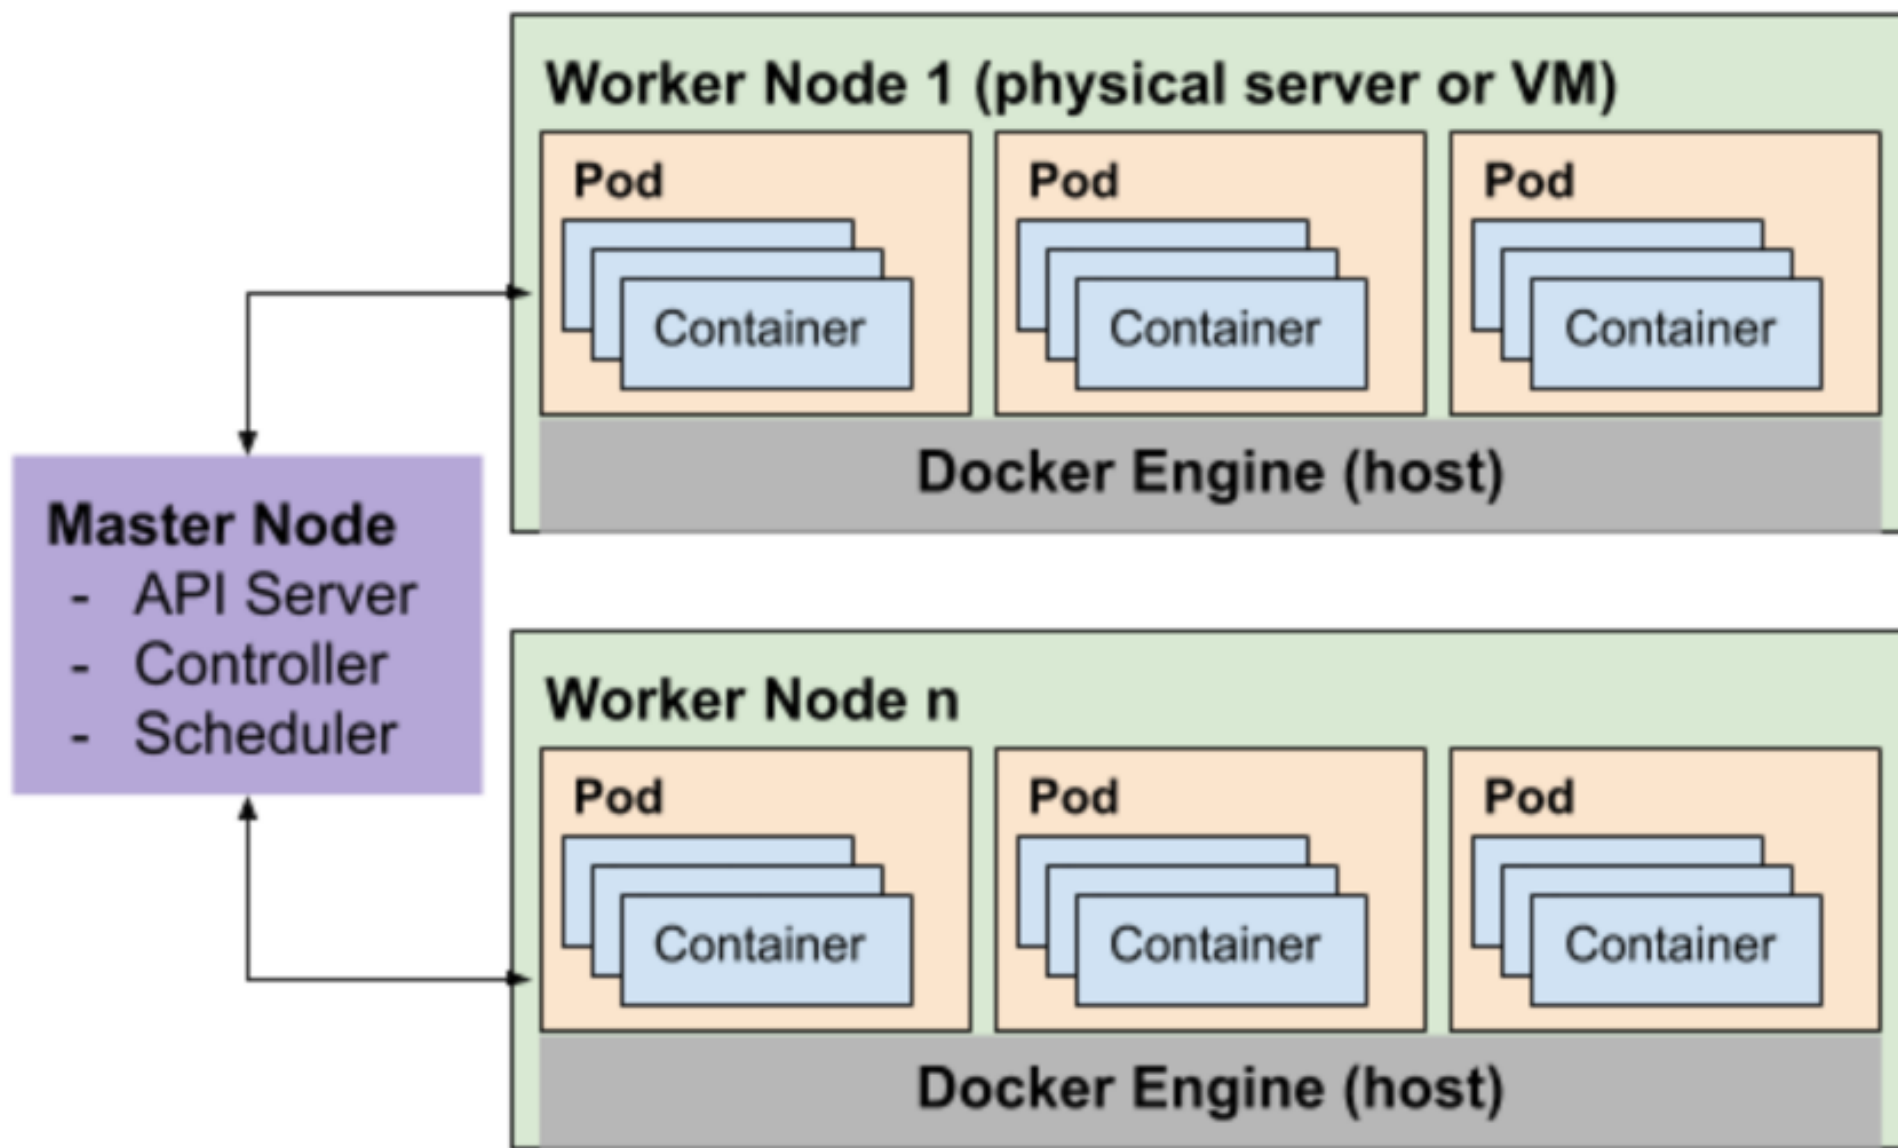 Worker Node 1 (physical server or VM)
Pod
Pod
Pod
Container
Container
Container
Docker Engine (host)
Master Node
- API Server
- Controller
- Scheduler
Worker Node n
Pod
Pod
Pod
Container
Container
Container
Docker Engine (host)